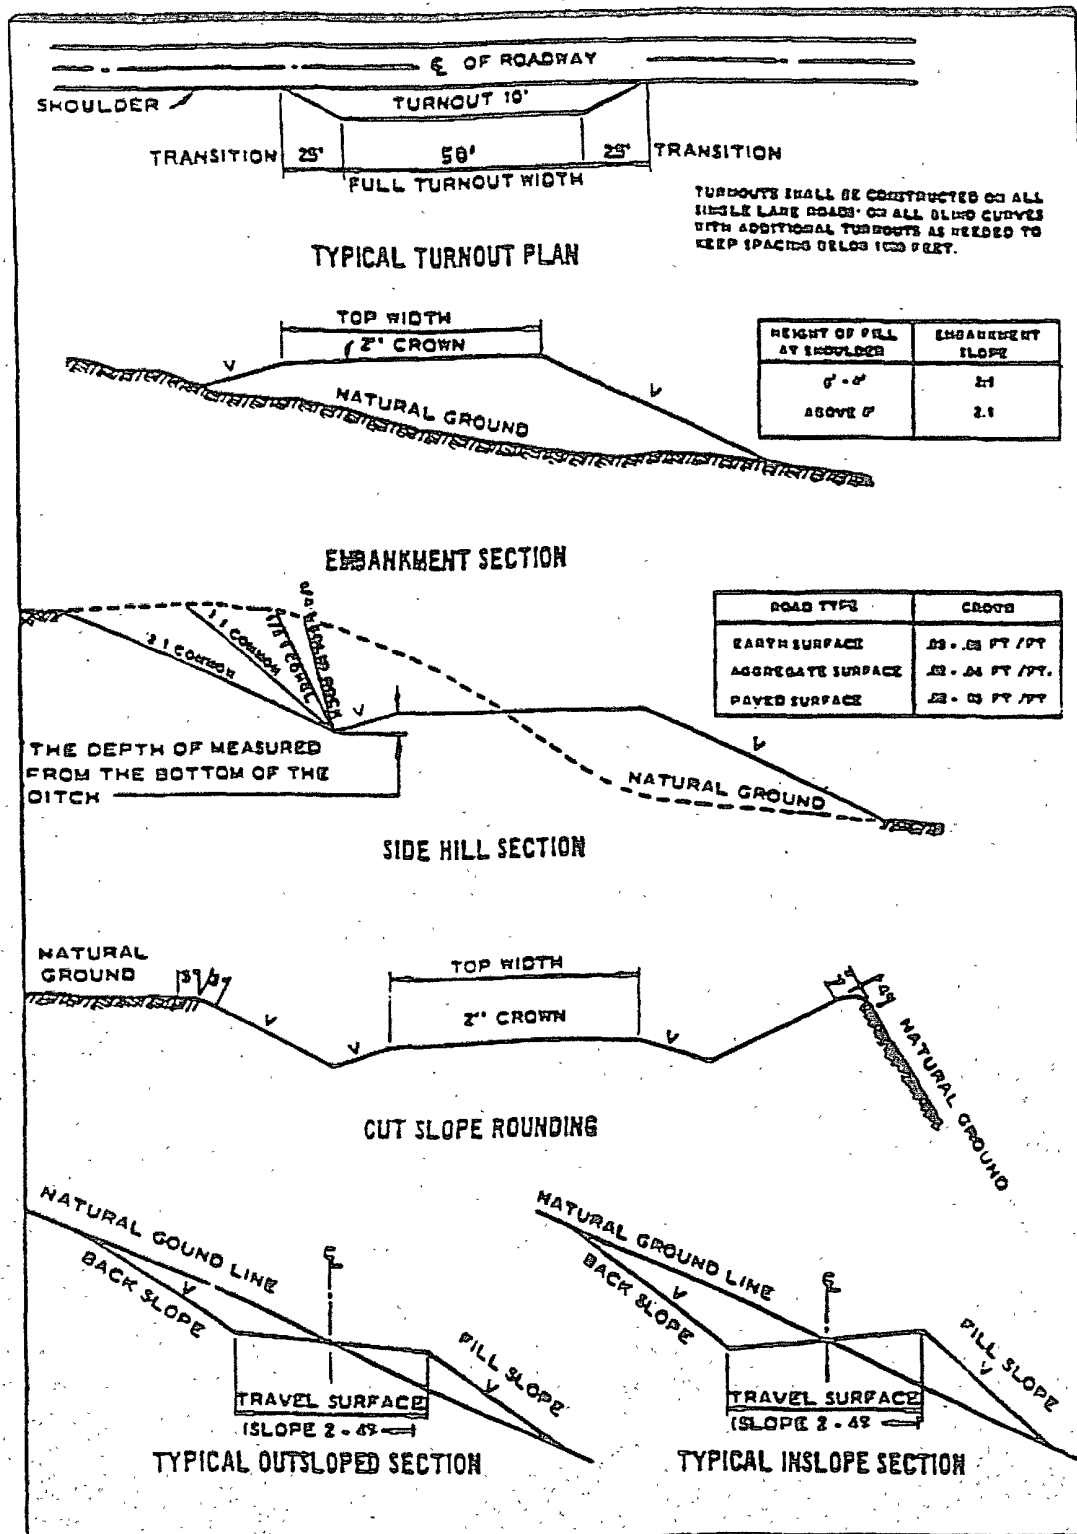 ℄ OF ROADWAY
SHOULDER
TURNOUT 10'
TRANSITION 25' 50' 25' TRANSITION
FULL TURNOUT WIDTH
TURNOUTS SHALL BE CONSTRUCTED ON ALL
SINGLE LANE ROADS ON ALL BLIND CURVES
WITH ADDITIONAL TURNOUTS AS NEEDED TO
KEEP SPACING BELOW 1000 FEET.
TYPICAL TURNOUT PLAN
TOP WIDTH
2" CROWN
NATURAL GROUND
HEIGHT OF FILL
AT SHOULDER
EMBANKMENT
SLOPE
ABOVE
EMBANKMENT SECTION
2:1 COMMON
1:1 COMMON
ROCK
ROAD TYPE CROWN
EARTH SURFACE FT /FT
AGGREGATE SURFACE FT /FT.
PAVED SURFACE FT /FT
THE DEPTH OF MEASURED
FROM THE BOTTOM OF THE
DITCH
NATURAL GROUND
SIDE HILL SECTION
NATURAL
GROUND
TOP WIDTH
2" CROWN
NATURAL GROUND
CUT SLOPE ROUNDING
NATURAL GOUND LINE
BACK SLOPE
℄
FILL SLOPE
TRAVEL SURFACE
(SLOPE 2 - 4%
TYPICAL OUTSLOPED SECTION
NATURAL GROUND LINE
BACK SLOPE
℄
FILL SLOPE
TRAVEL SURFACE
(SLOPE 2 - 4%
TYPICAL INSLOPE SECTION